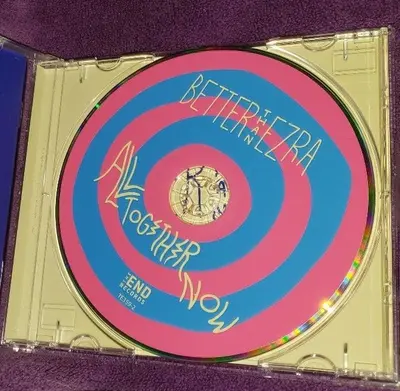 BETTER THAN EZRA
ALL TOGETHER NOW
THE END
RECORDS